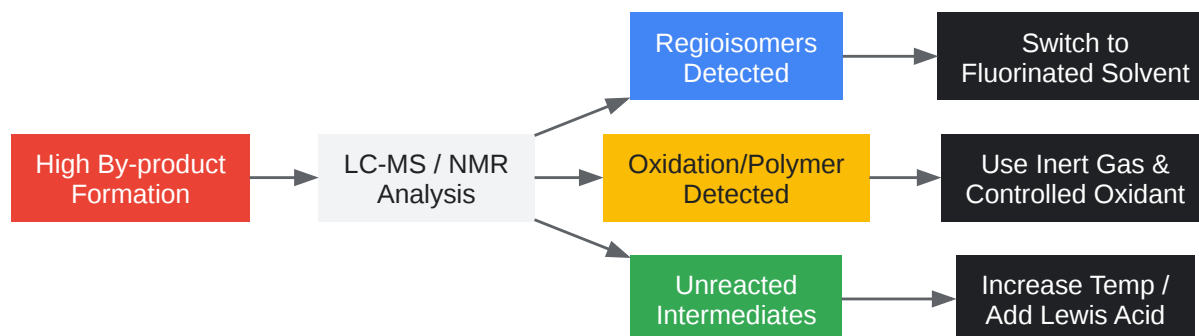 High By-product
Formation
LC-MS / NMR
Analysis
Regioisomers
Detected
Switch to
Fluorinated Solvent
Oxidation/Polymer
Detected
Use Inert Gas &
Controlled Oxidant
Unreacted
Intermediates
Increase Temp /
Add Lewis Acid